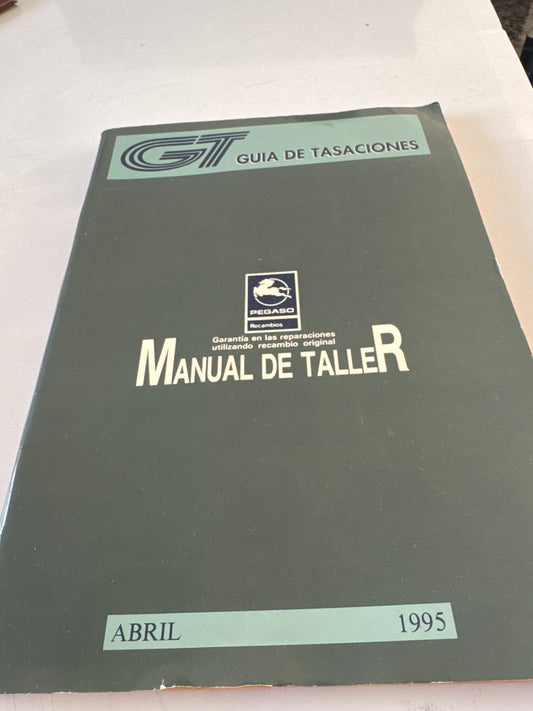 GT GUIA DE TASACIONES
PEGASO
Recambios
Garantía en las reparaciones
utilizando recambio original
MANUAL DE TALLER
ABRIL 1995